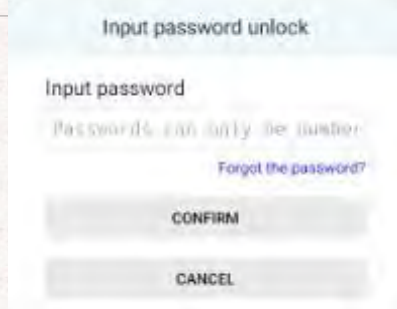 Input password unlock
Input password
Passwords can only be number
Forgot the password?
CONFIRM
CANCEL